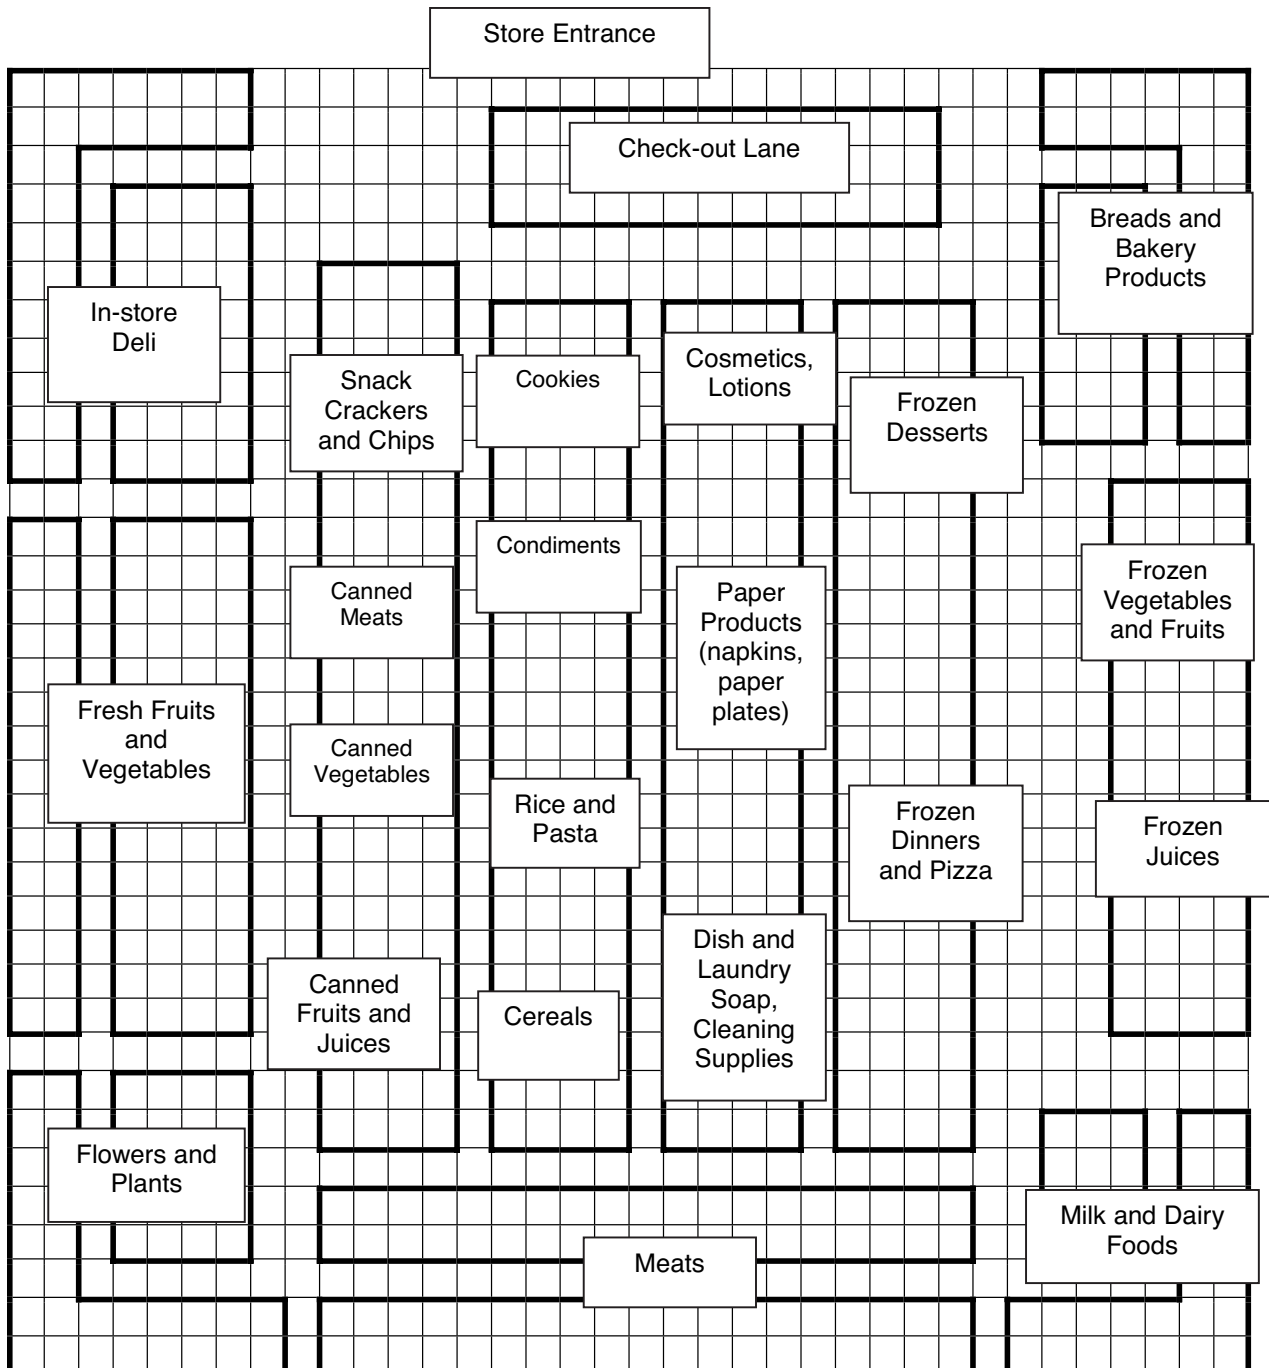 Store Entrance
Check-out Lane
Breads and
Bakery
Products
In-store
Deli
Snack
Crackers
and Chips
Cookies
Cosmetics,
Lotions
Frozen
Desserts
Condiments
Canned
Meats
Paper
Products
(napkins,
paper
plates)
Frozen
Vegetables
and Fruits
Fresh Fruits
and
Vegetables
Canned
Vegetables
Rice and
Pasta
Frozen
Dinners
and Pizza
Frozen
Juices
Canned
Fruits and
Juices
Cereals
Dish and
Laundry
Soap,
Cleaning
Supplies
Flowers and
Plants
Meats
Milk and Dairy
Foods